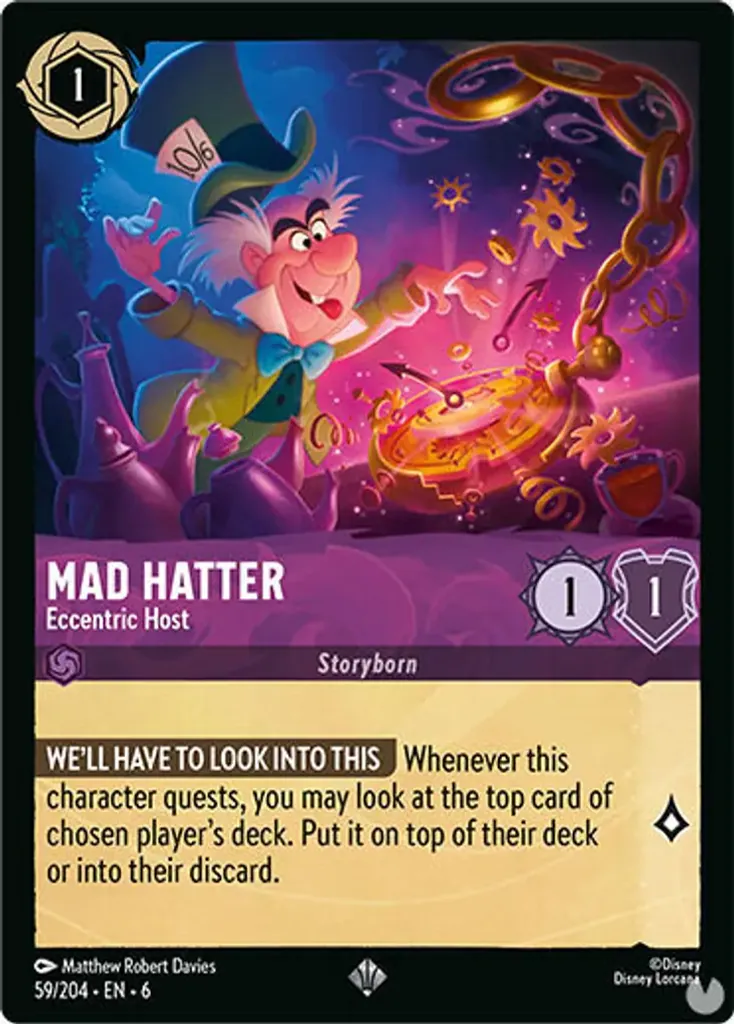 1
10/6
MAD HATTER
Eccentric Host
1 1
Storyborn
WE'LL HAVE TO LOOK INTO THIS Whenever this
character quests, you may look at the top card of
chosen player's deck. Put it on top of their deck
or into their discard.
Matthew Robert Davies
59/204 • EN • 6
©Disney
Disney Lorcana